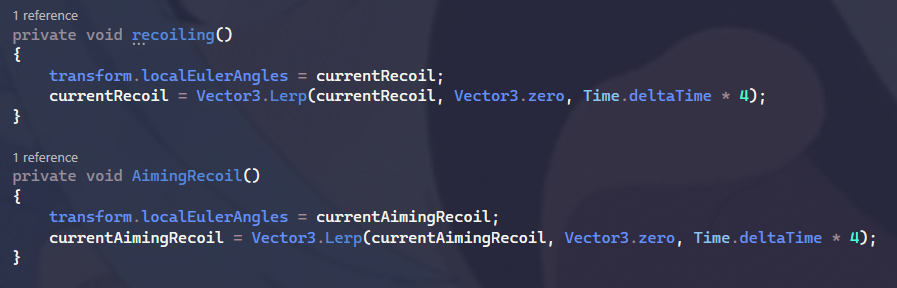 1 reference
private void recoiling()
{
transform.localEulerAngles = currentRecoil;
currentRecoil = Vector3.Lerp(currentRecoil, Vector3.zero, Time.deltaTime * 4);
}
1 reference
private void AimingRecoil()
{
transform.localEulerAngles = currentAimingRecoil;
currentAimingRecoil = Vector3.Lerp(currentAimingRecoil, Vector3.zero, Time.deltaTime * 4);
}